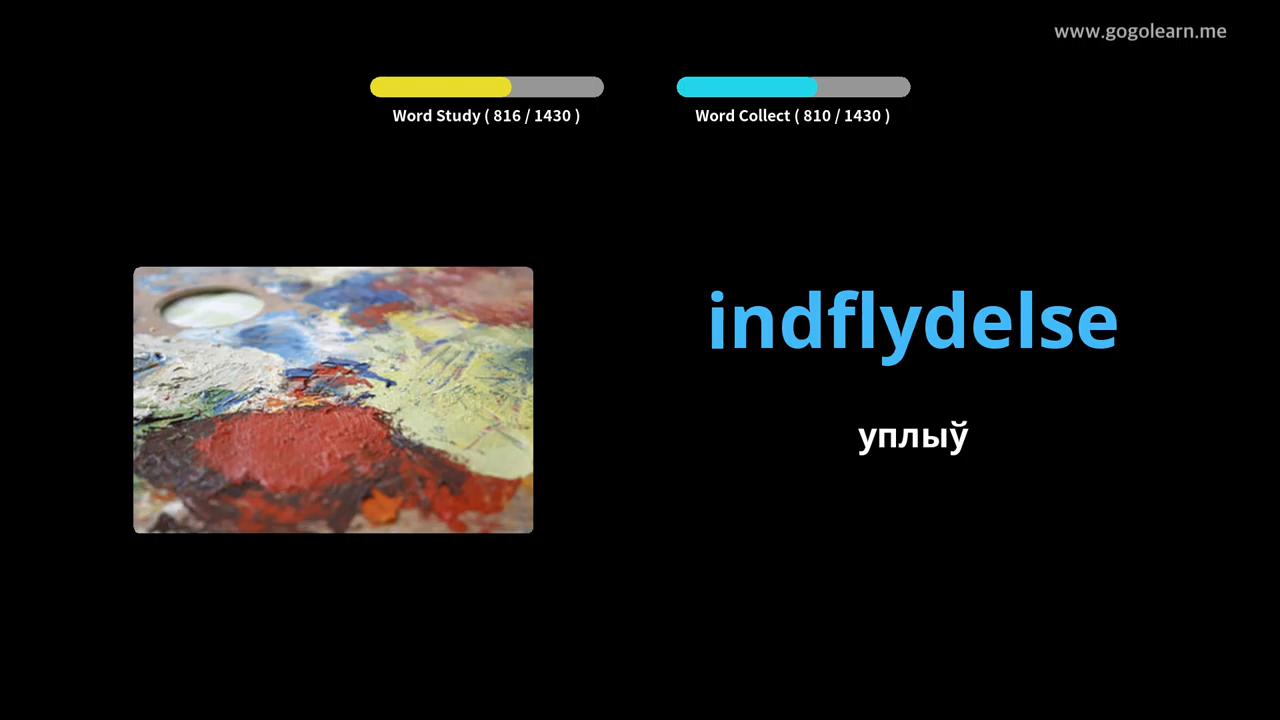 www.gogolearn.me
Word Study ( 816 / 1430 )
Word Collect ( 810 / 1430 )
indflydelse
уплыў